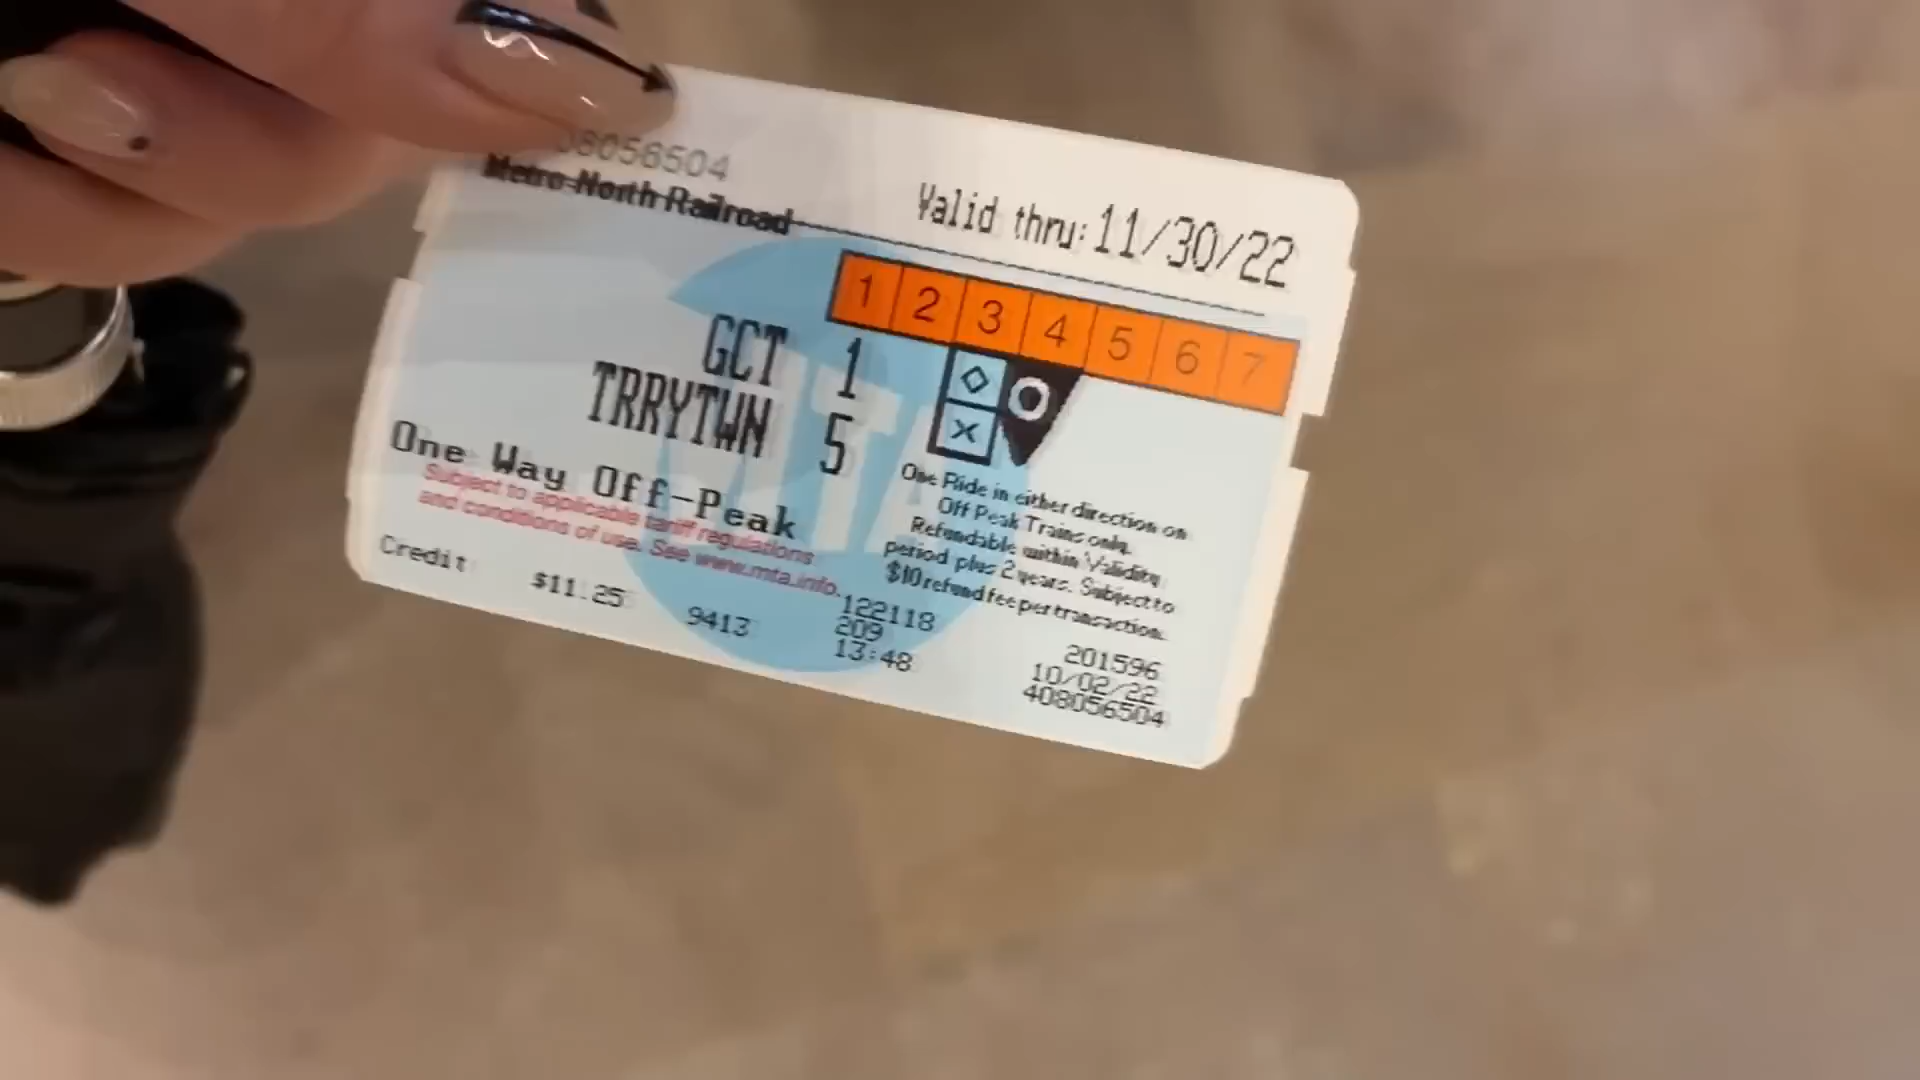 08056504
Metro-North Railroad
Valid thru: 11/30/22
1 2 3 4 5 6 7
GCT 1
TRRYTWN 5
One Way Off-Peak
Subject to applicable tariff regulations
and conditions of use. See www.mta.info.
One Ride in either direction on
Off Peak Trains only.
Refundable within Validity
period plus 2 years. Subject to
$10 refund fee per transaction.
Credit $11.25 9413
122118
209
13:48
201596
10/02/22
408056504
MTA